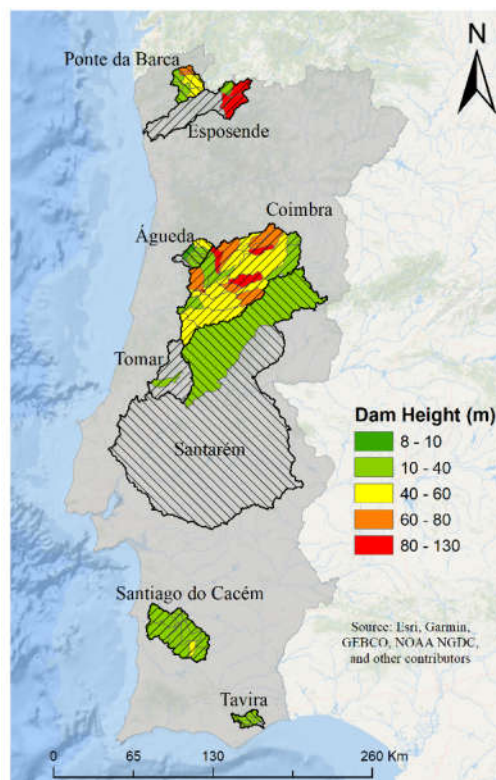 N
Ponte da Barca
Esposende
Coimbra
Águeda
Tomar
Santarém
Dam Height (m)
8 - 10
10 - 40
40 - 60
60 - 80
80 - 130
Santiago do Cacém
Source: Esri, Garmin,
GEBCO, NOAA NGDC,
and other contributors
Tavira
0 65 130 260 Km